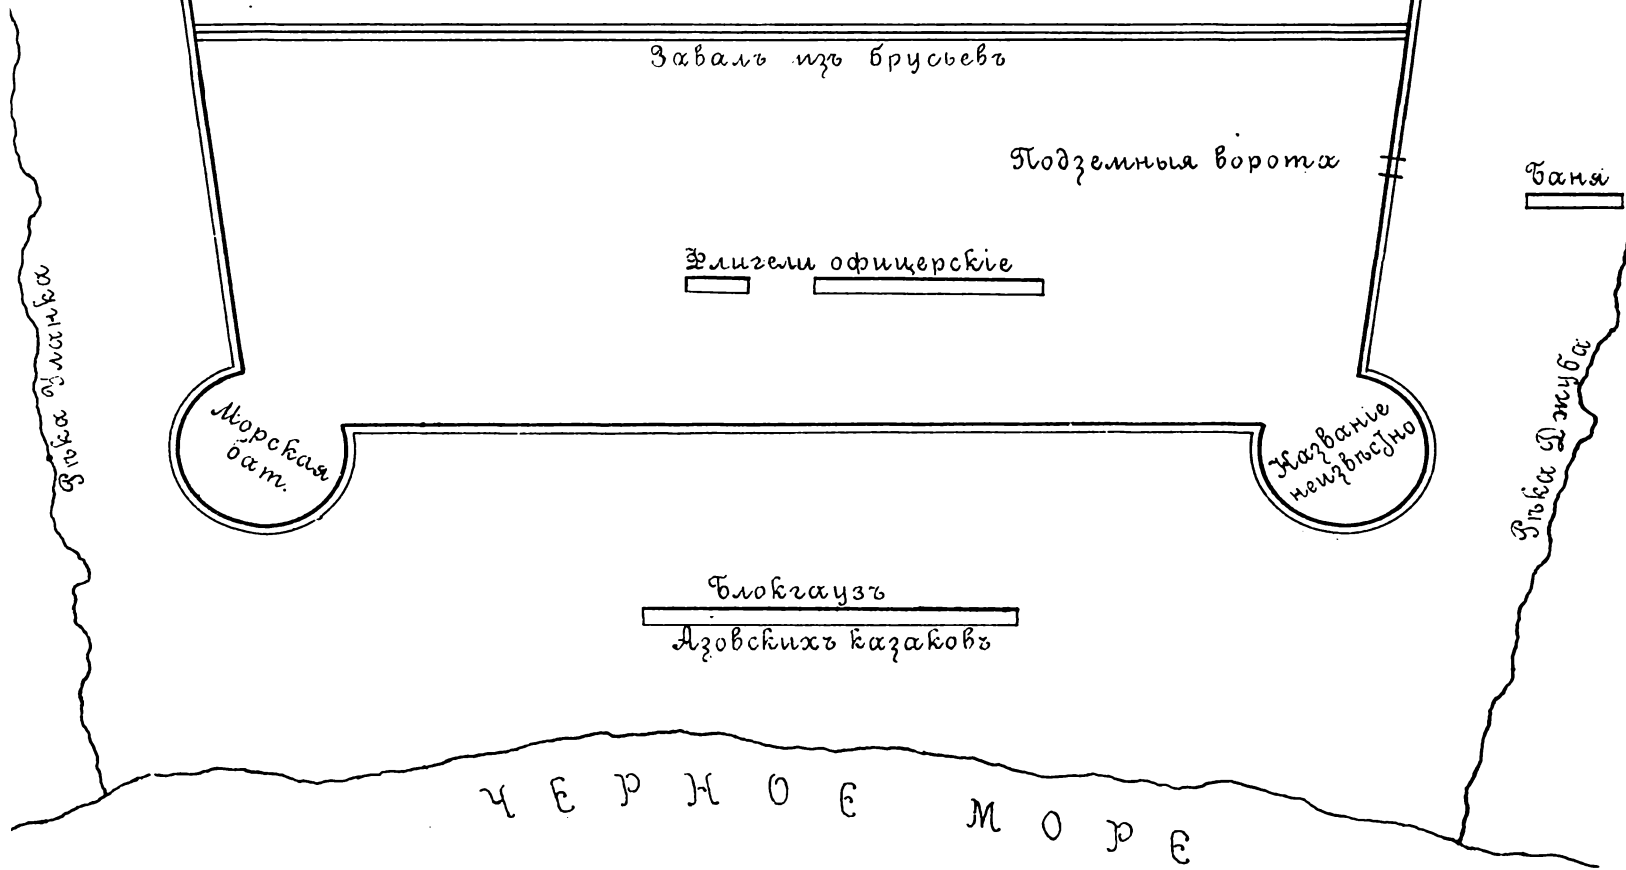 Завалъ изъ брусьевъ
Подземныя ворота
Баня
Флигели офицерскіе
Рѣка Уланка
Морская
бат.
Названіе
неизвѣстно
Рѣка Джуба
Блокгаузъ
Азовскихъ казаковъ
ЧЕРНОЕ МОРЕ